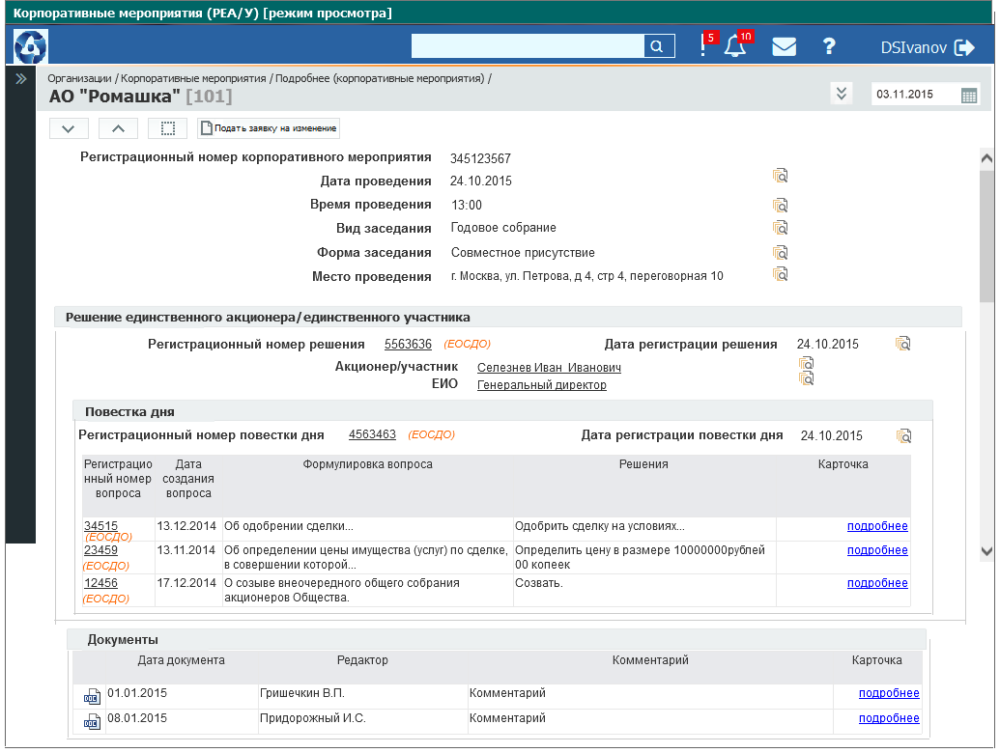 Корпоративные мероприятия (РЕА/У) [режим просмотра]
5
10
?
DSIvanov
Организации / Корпоративные мероприятия / Подробнее (корпоративные мероприятия) /
АО "Ромашка" [101]
03.11.2015
Подать заявку на изменение
Регистрационный номер корпоративного мероприятия 345123567
Дата проведения 24.10.2015
Время проведения 13:00
Вид заседания Годовое собрание
Форма заседания Совместное присутствие
Место проведения г. Москва, ул. Петрова, д 4, стр 4, переговорная 10
Решение единственного акционера/единственного участника
Регистрационный номер решения 5563636 (ЕОСДО) Дата регистрации решения 24.10.2015
Акционер/участник Селезнев Иван Иванович
ЕИО Генеральный директор
Повестка дня
Регистрационный номер повестки дня 4563463 (ЕОСДО) Дата регистрации повестки дня 24.10.2015
Регистрацио Дата Формулировка вопроса Решения Карточка
нный номер создания
вопроса вопроса
34515 13.12.2014 Об одобрении сделки... Одобрить сделку на условиях... подробнее
(ЕОСДО)
23459 13.11.2014 Об определении цены имущества (услуг) по сделке, Определить цену в размере 10000000рублей подробнее
(ЕОСДО) в совершении которой... 00 копеек
12456 17.12.2014 О созыве внеочередного общего собрания Созвать. подробнее
(ЕОСДО) акционеров Общества.
Документы
Дата документа Редактор Комментарий Карточка
DOC 01.01.2015 Гришечкин В.П. Комментарий подробнее
DOC 08.01.2015 Придорожный И.С. Комментарий подробнее